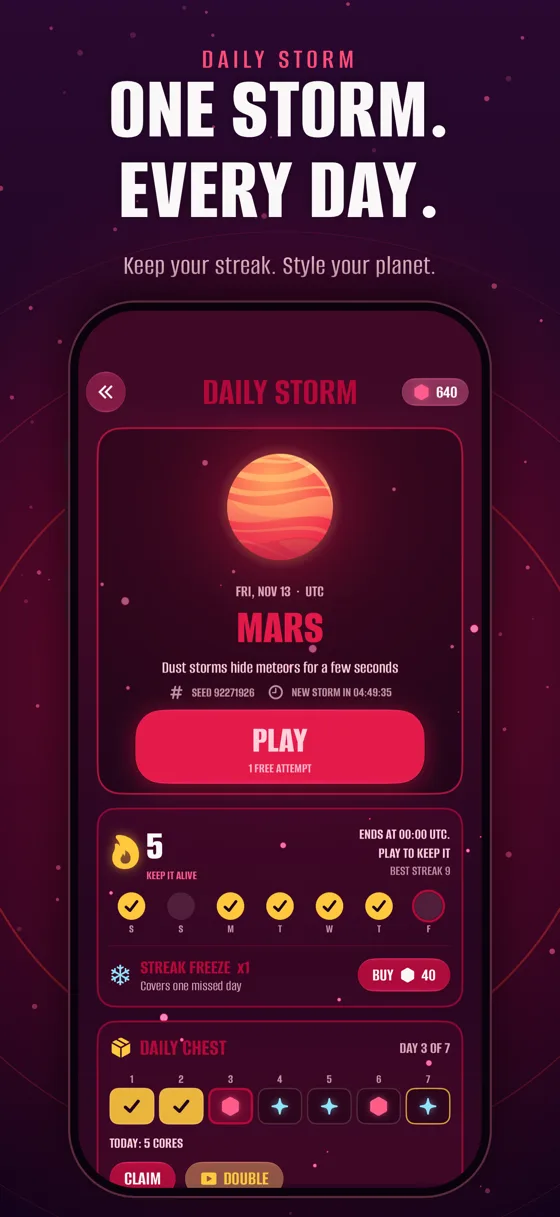 DAILY STORM
ONE STORM.
EVERY DAY.
Keep your streak. Style your planet.
DAILY STORM
640
FRI, NOV 13 · UTC
MARS
Dust storms hide meteors for a few seconds
# SEED 92271926 NEW STORM IN 04:49:35
PLAY
1 FREE ATTEMPT
5
KEEP IT ALIVE
ENDS AT 00:00 UTC.
PLAY TO KEEP IT
BEST STREAK 9
S S M T W T F
STREAK FREEZE x1
Covers one missed day
BUY 40
DAILY CHEST
DAY 3 OF 7
1 2 3 4 5 6 7
TODAY: 5 CORES
CLAIM
DOUBLE